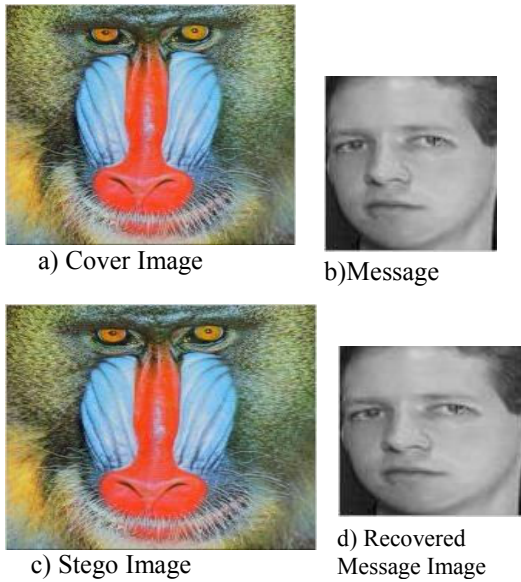 a) Cover Image
b)Message
c) Stego Image
d) Recovered
Message Image